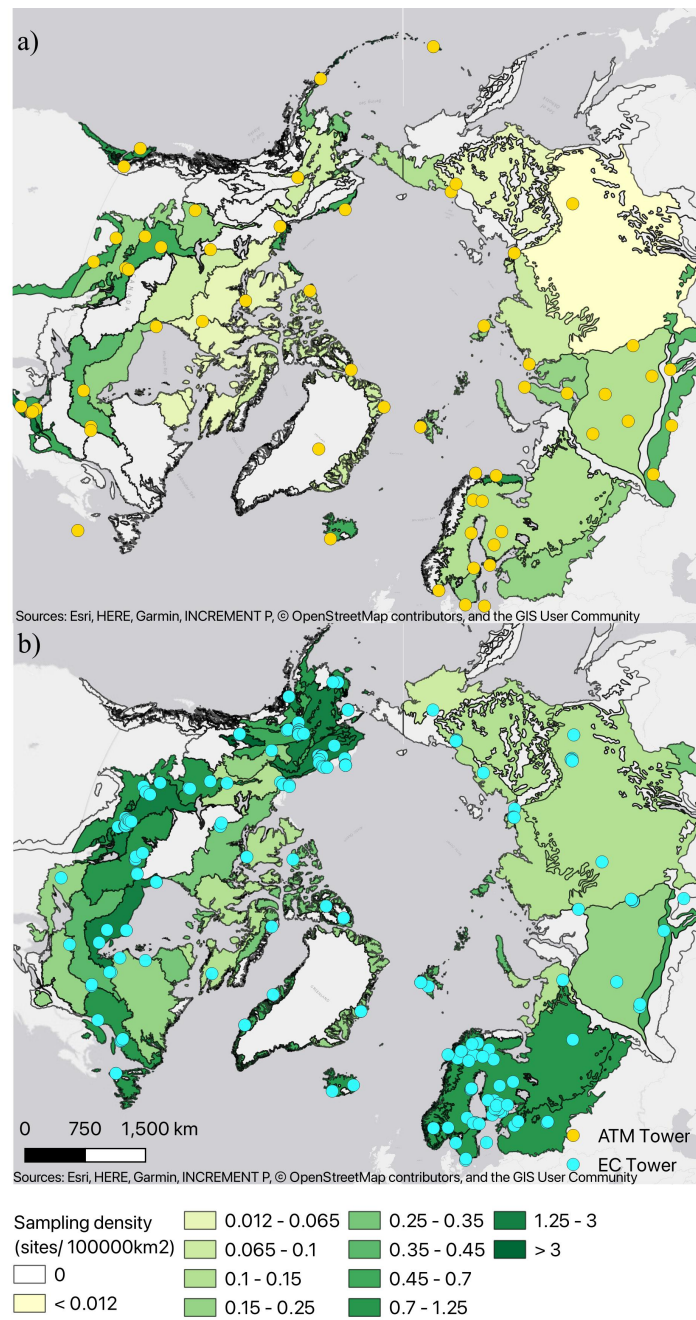 a)
CANADA
Sources: Esri, HERE, Garmin, INCREMENT P, © OpenStreetMap contributors, and the GIS User Community
b)
0 750 1,500 km
ATM Tower
EC Tower
Sources: Esri, HERE, Garmin, INCREMENT P, © OpenStreetMap contributors, and the GIS User Community
Sampling density
(sites/ 100000km2)
0
< 0.012
0.012 - 0.065
0.065 - 0.1
0.1 - 0.15
0.15 - 0.25
0.25 - 0.35
0.35 - 0.45
0.45 - 0.7
0.7 - 1.25
1.25 - 3
> 3